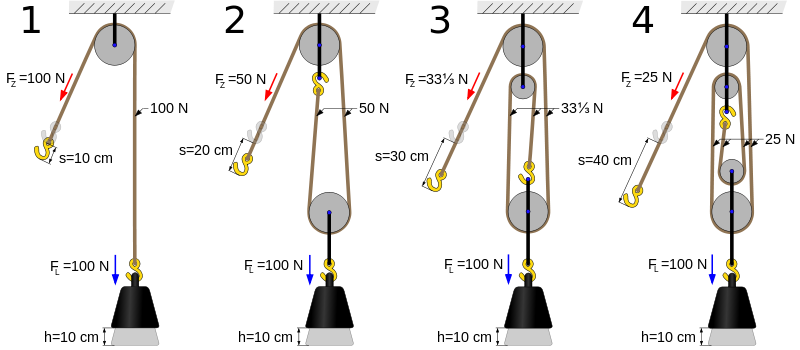 1
F_Z =100 N
100 N
s=10 cm
F_L =100 N
h=10 cm
2
F_Z =50 N
50 N
s=20 cm
F_L =100 N
h=10 cm
3
F_Z =33⅓ N
33⅓ N
s=30 cm
F_L =100 N
h=10 cm
4
F_Z =25 N
25 N
s=40 cm
F_L =100 N
h=10 cm